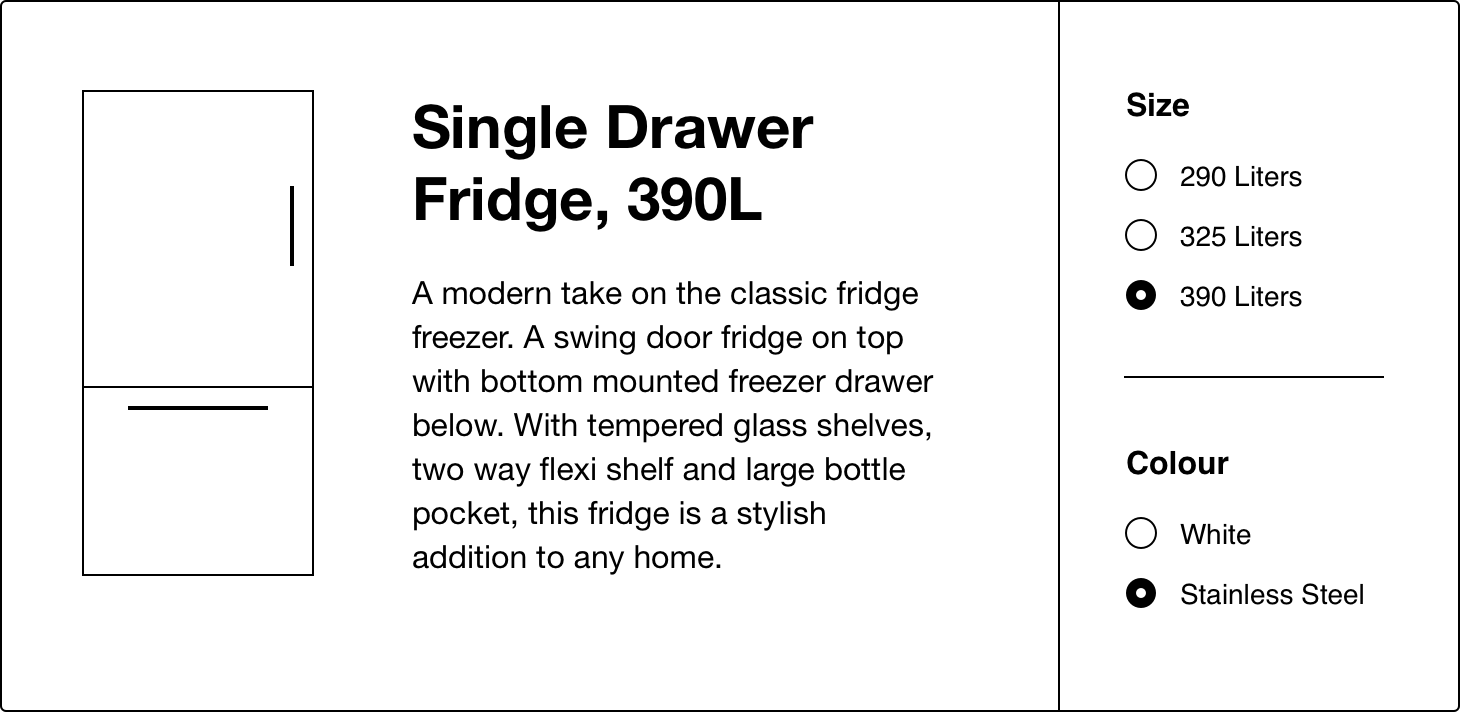 Single Drawer
Fridge, 390L
A modern take on the classic fridge
freezer. A swing door fridge on top
with bottom mounted freezer drawer
below. With tempered glass shelves,
two way flexi shelf and large bottle
pocket, this fridge is a stylish
addition to any home.
Size
290 Liters
325 Liters
390 Liters
Colour
White
Stainless Steel